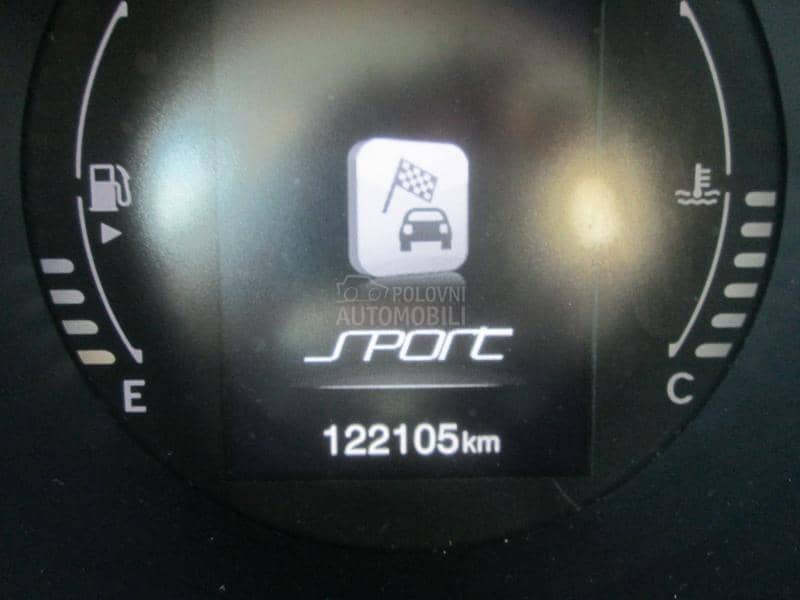 POLOVNI
AUTOMOBILI
SPORT
E
C
122105km